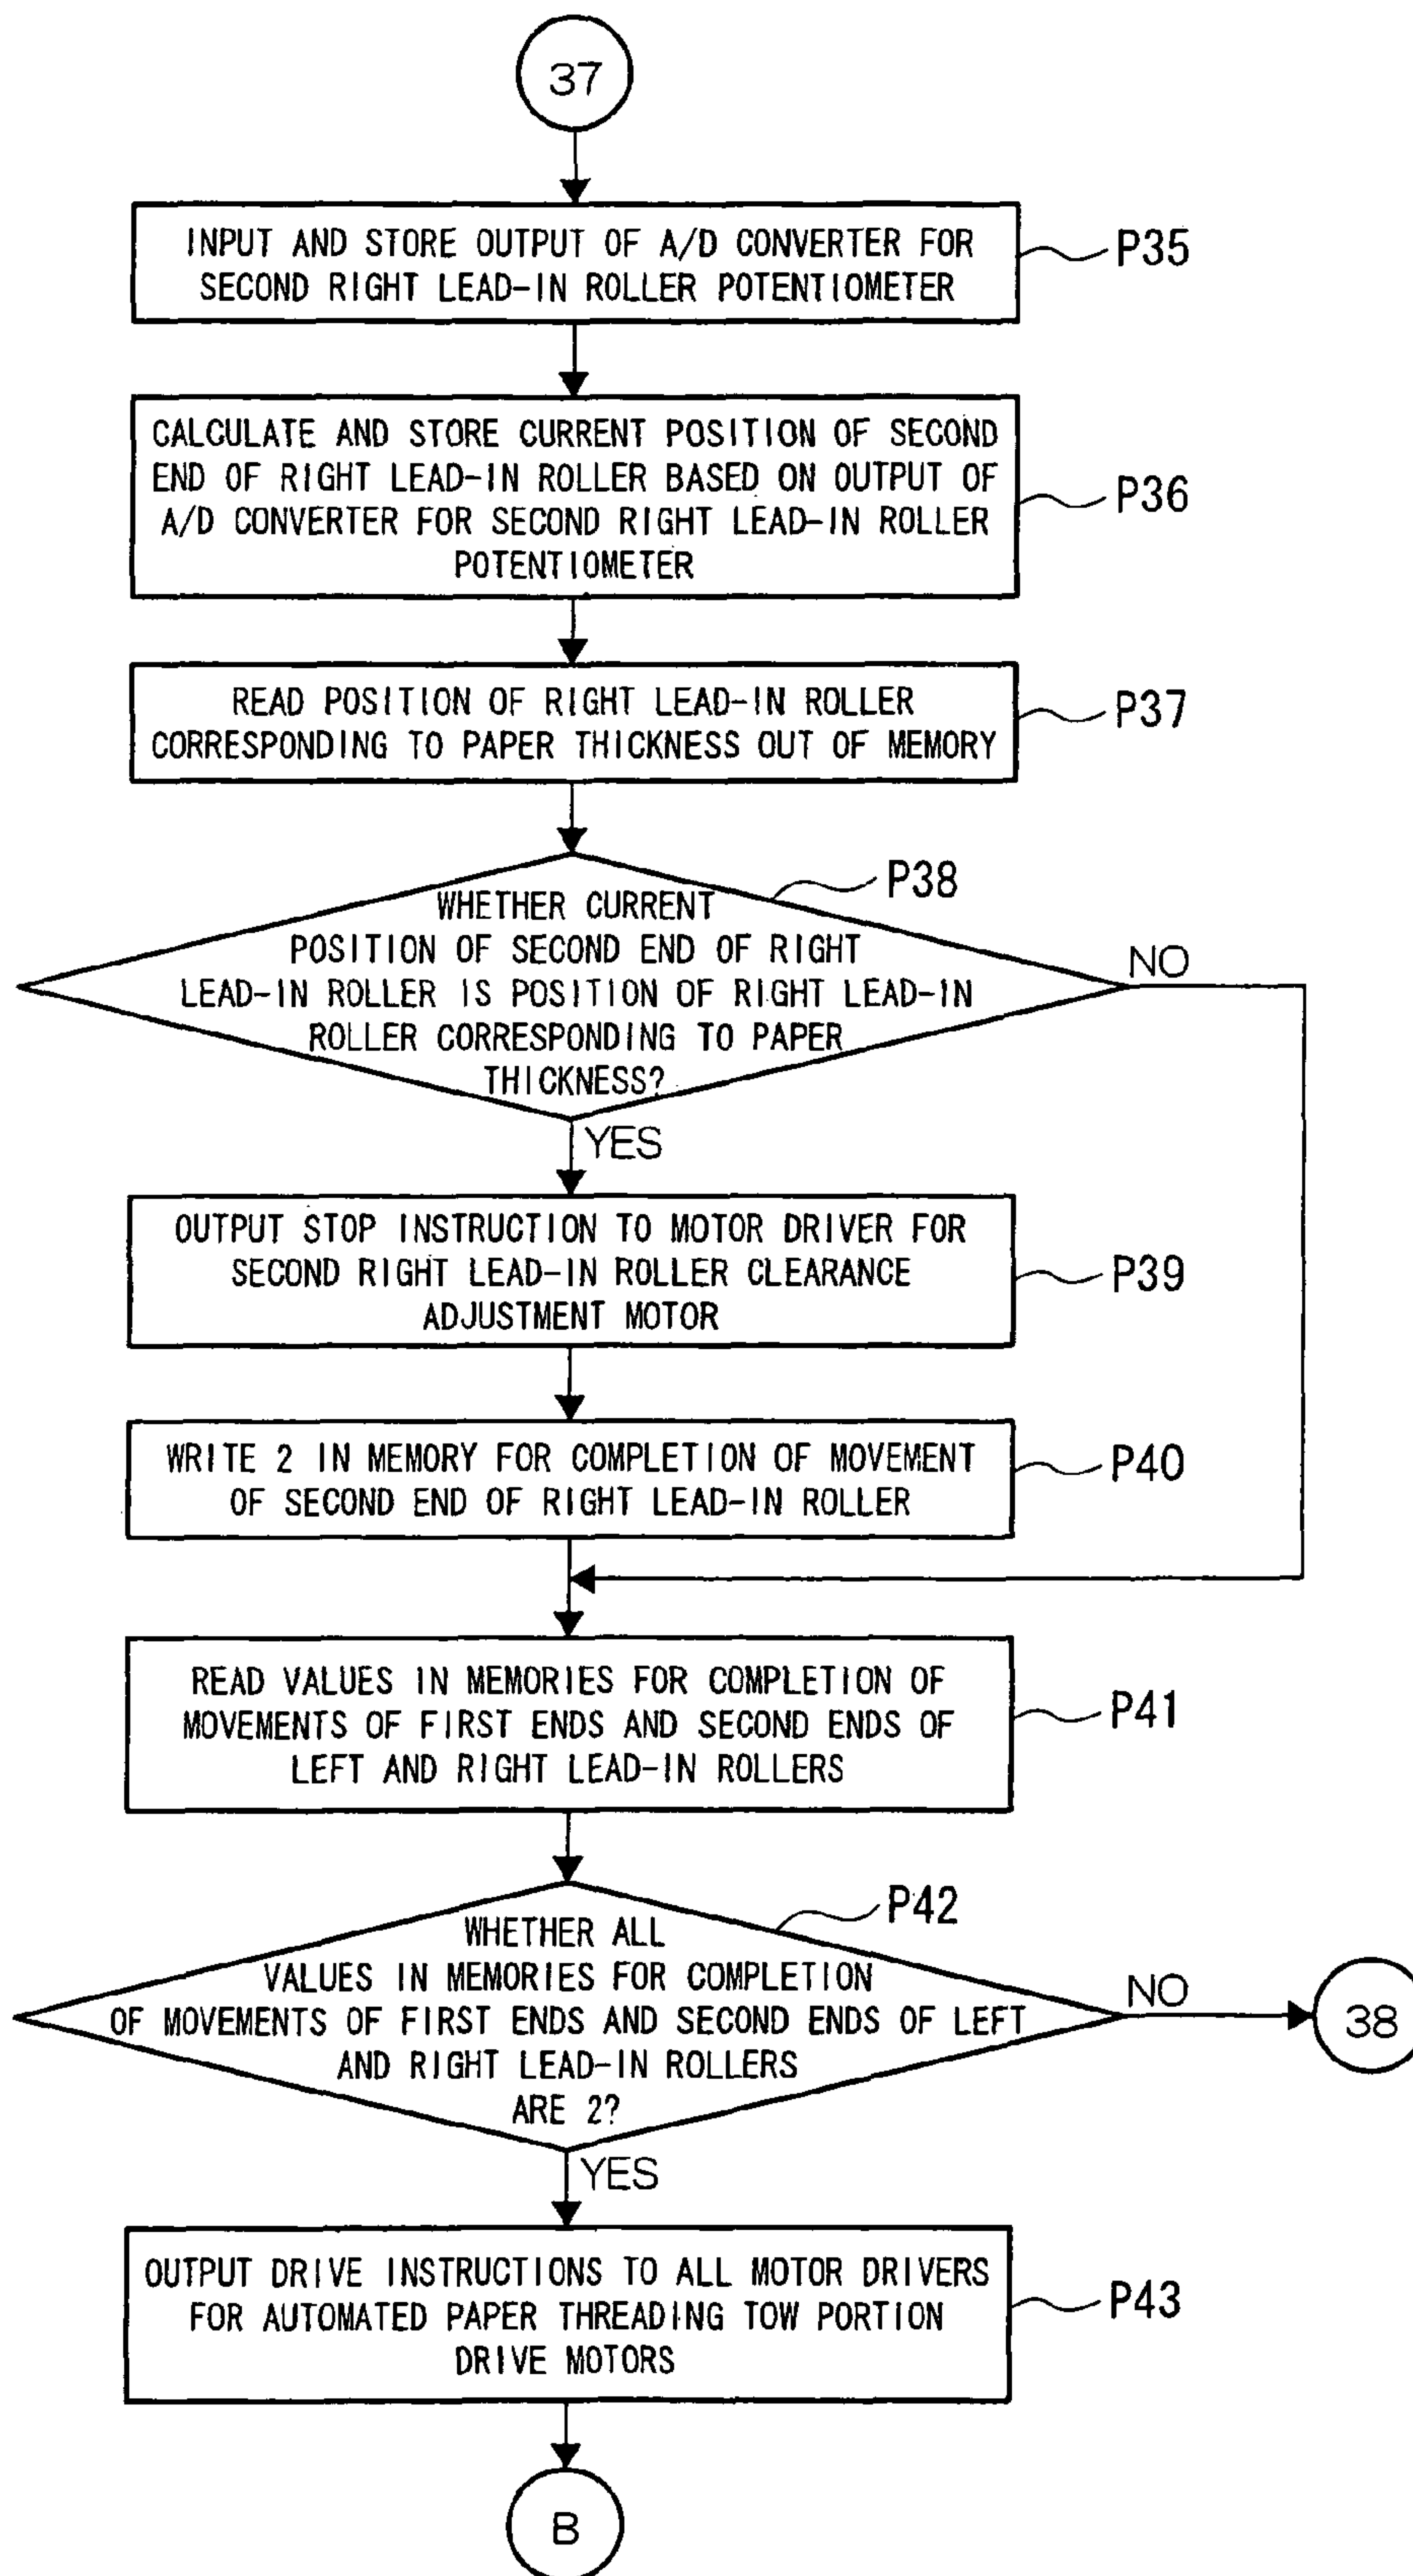 37
INPUT AND STORE OUTPUT OF A/D CONVERTER FOR
SECOND RIGHT LEAD-IN ROLLER POTENTIOMETER
P35
CALCULATE AND STORE CURRENT POSITION OF SECOND
END OF RIGHT LEAD-IN ROLLER BASED ON OUTPUT OF
A/D CONVERTER FOR SECOND RIGHT LEAD-IN ROLLER
POTENTIOMETER
P36
READ POSITION OF RIGHT LEAD-IN ROLLER
CORRESPONDING TO PAPER THICKNESS OUT OF MEMORY
P37
P38
WHETHER CURRENT
POSITION OF SECOND END OF RIGHT
LEAD-IN ROLLER IS POSITION OF RIGHT LEAD-IN
ROLLER CORRESPONDING TO PAPER
THICKNESS?
NO
YES
OUTPUT STOP INSTRUCTION TO MOTOR DRIVER FOR
SECOND RIGHT LEAD-IN ROLLER CLEARANCE
ADJUSTMENT MOTOR
P39
WRITE 2 IN MEMORY FOR COMPLETION OF MOVEMENT
OF SECOND END OF RIGHT LEAD-IN ROLLER
P40
READ VALUES IN MEMORIES FOR COMPLETION OF
MOVEMENTS OF FIRST ENDS AND SECOND ENDS OF
LEFT AND RIGHT LEAD-IN ROLLERS
P41
P42
WHETHER ALL
VALUES IN MEMORIES FOR COMPLETION
OF MOVEMENTS OF FIRST ENDS AND SECOND ENDS OF LEFT
AND RIGHT LEAD-IN ROLLERS
ARE 2?
NO
38
YES
OUTPUT DRIVE INSTRUCTIONS TO ALL MOTOR DRIVERS
FOR AUTOMATED PAPER THREADING TOW PORTION
DRIVE MOTORS
P43
B